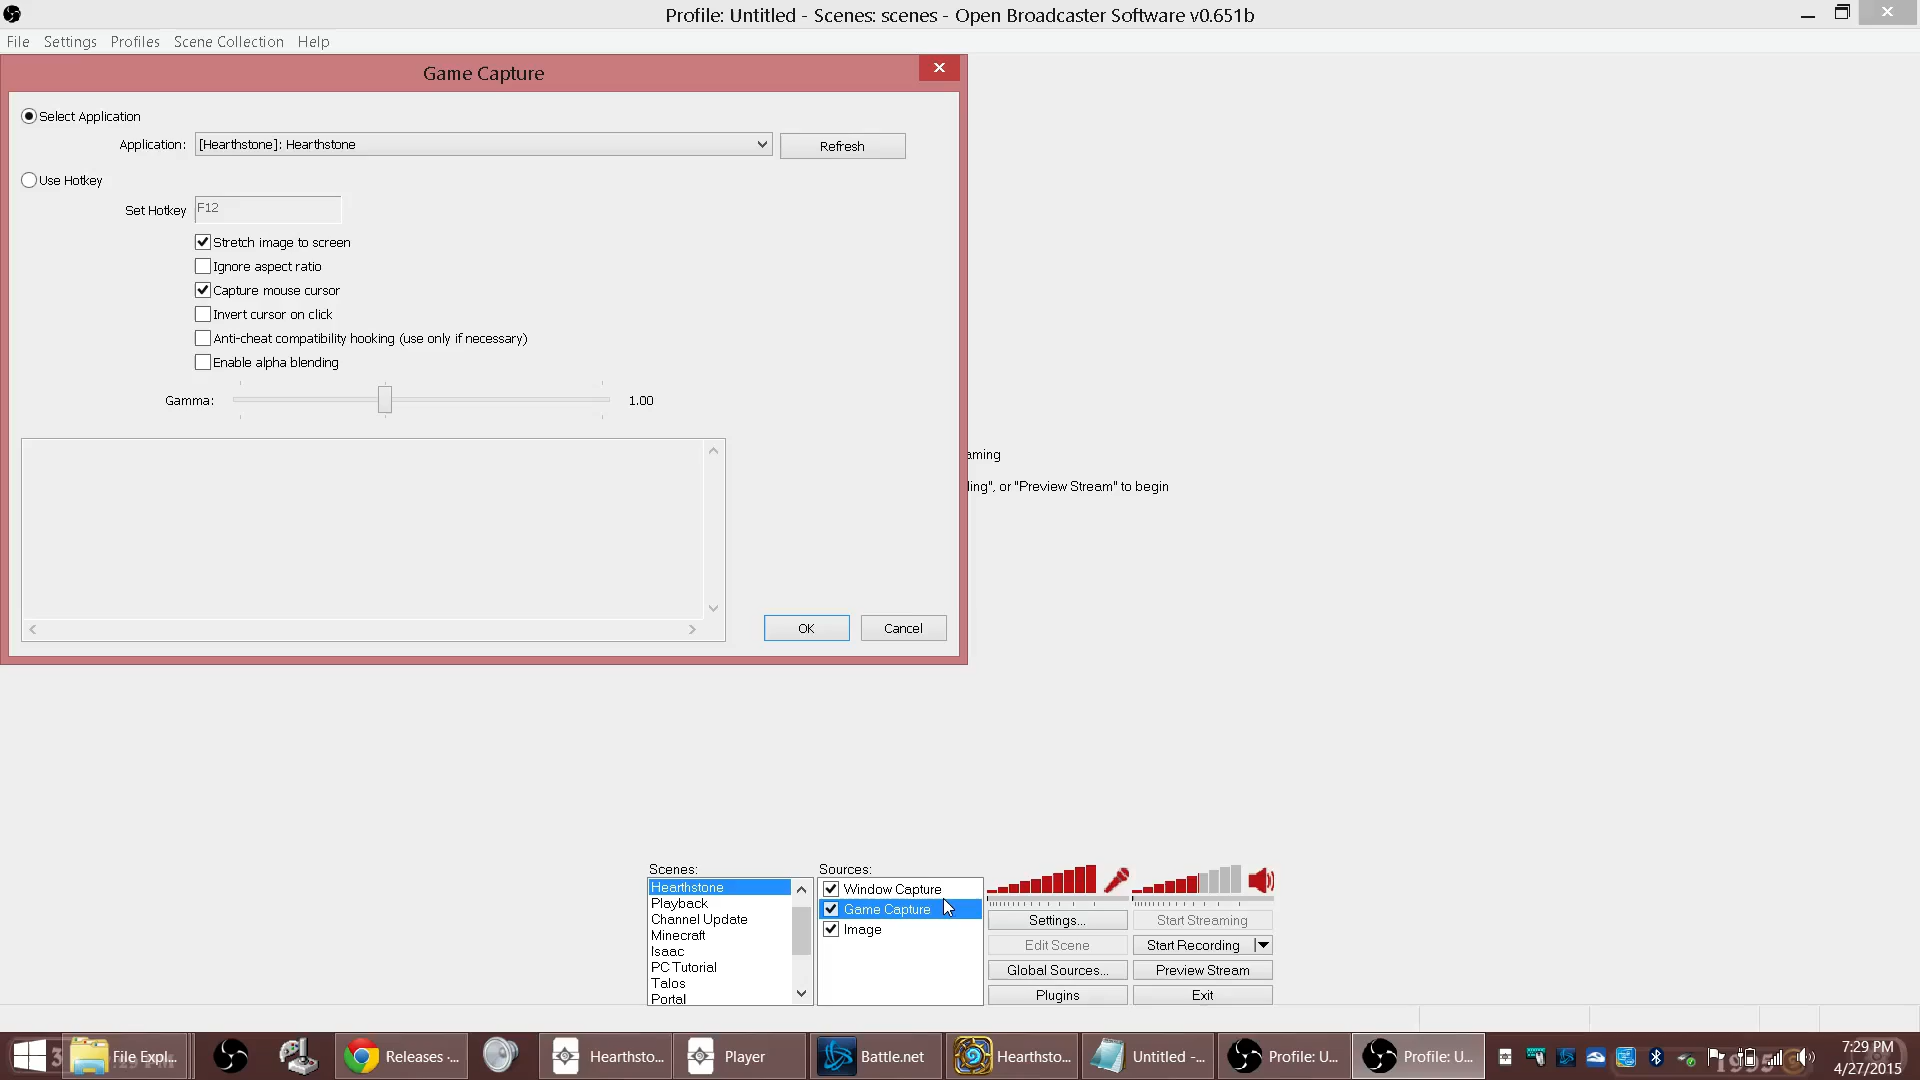 Profile: Untitled - Scenes: scenes - Open Broadcaster Software v0.651b
File Settings Profiles Scene Collection Help
Game Capture
Select Application
Application: [Hearthstone]: Hearthstone Refresh
Use Hotkey
Set Hotkey F12
Stretch image to screen
Ignore aspect ratio
Capture mouse cursor
Invert cursor on click
Anti-cheat compatibility hooking (use only if necessary)
Enable alpha blending
Gamma: 1.00
aming
ling", or "Preview Stream" to begin
OK Cancel
Scenes:
Hearthstone
Playback
Channel Update
Minecraft
Isaac
PC Tutorial
Talos
Portal
Sources:
Window Capture
Game Capture
Image
Settings... Start Streaming
Edit Scene Start Recording
Global Sources... Preview Stream
Plugins Exit
File Expl... Releases -... Hearthsto... Player Battle.net Hearthsto... Untitled -... Profile: U... Profile: U...
7:29 PM
4/27/2015